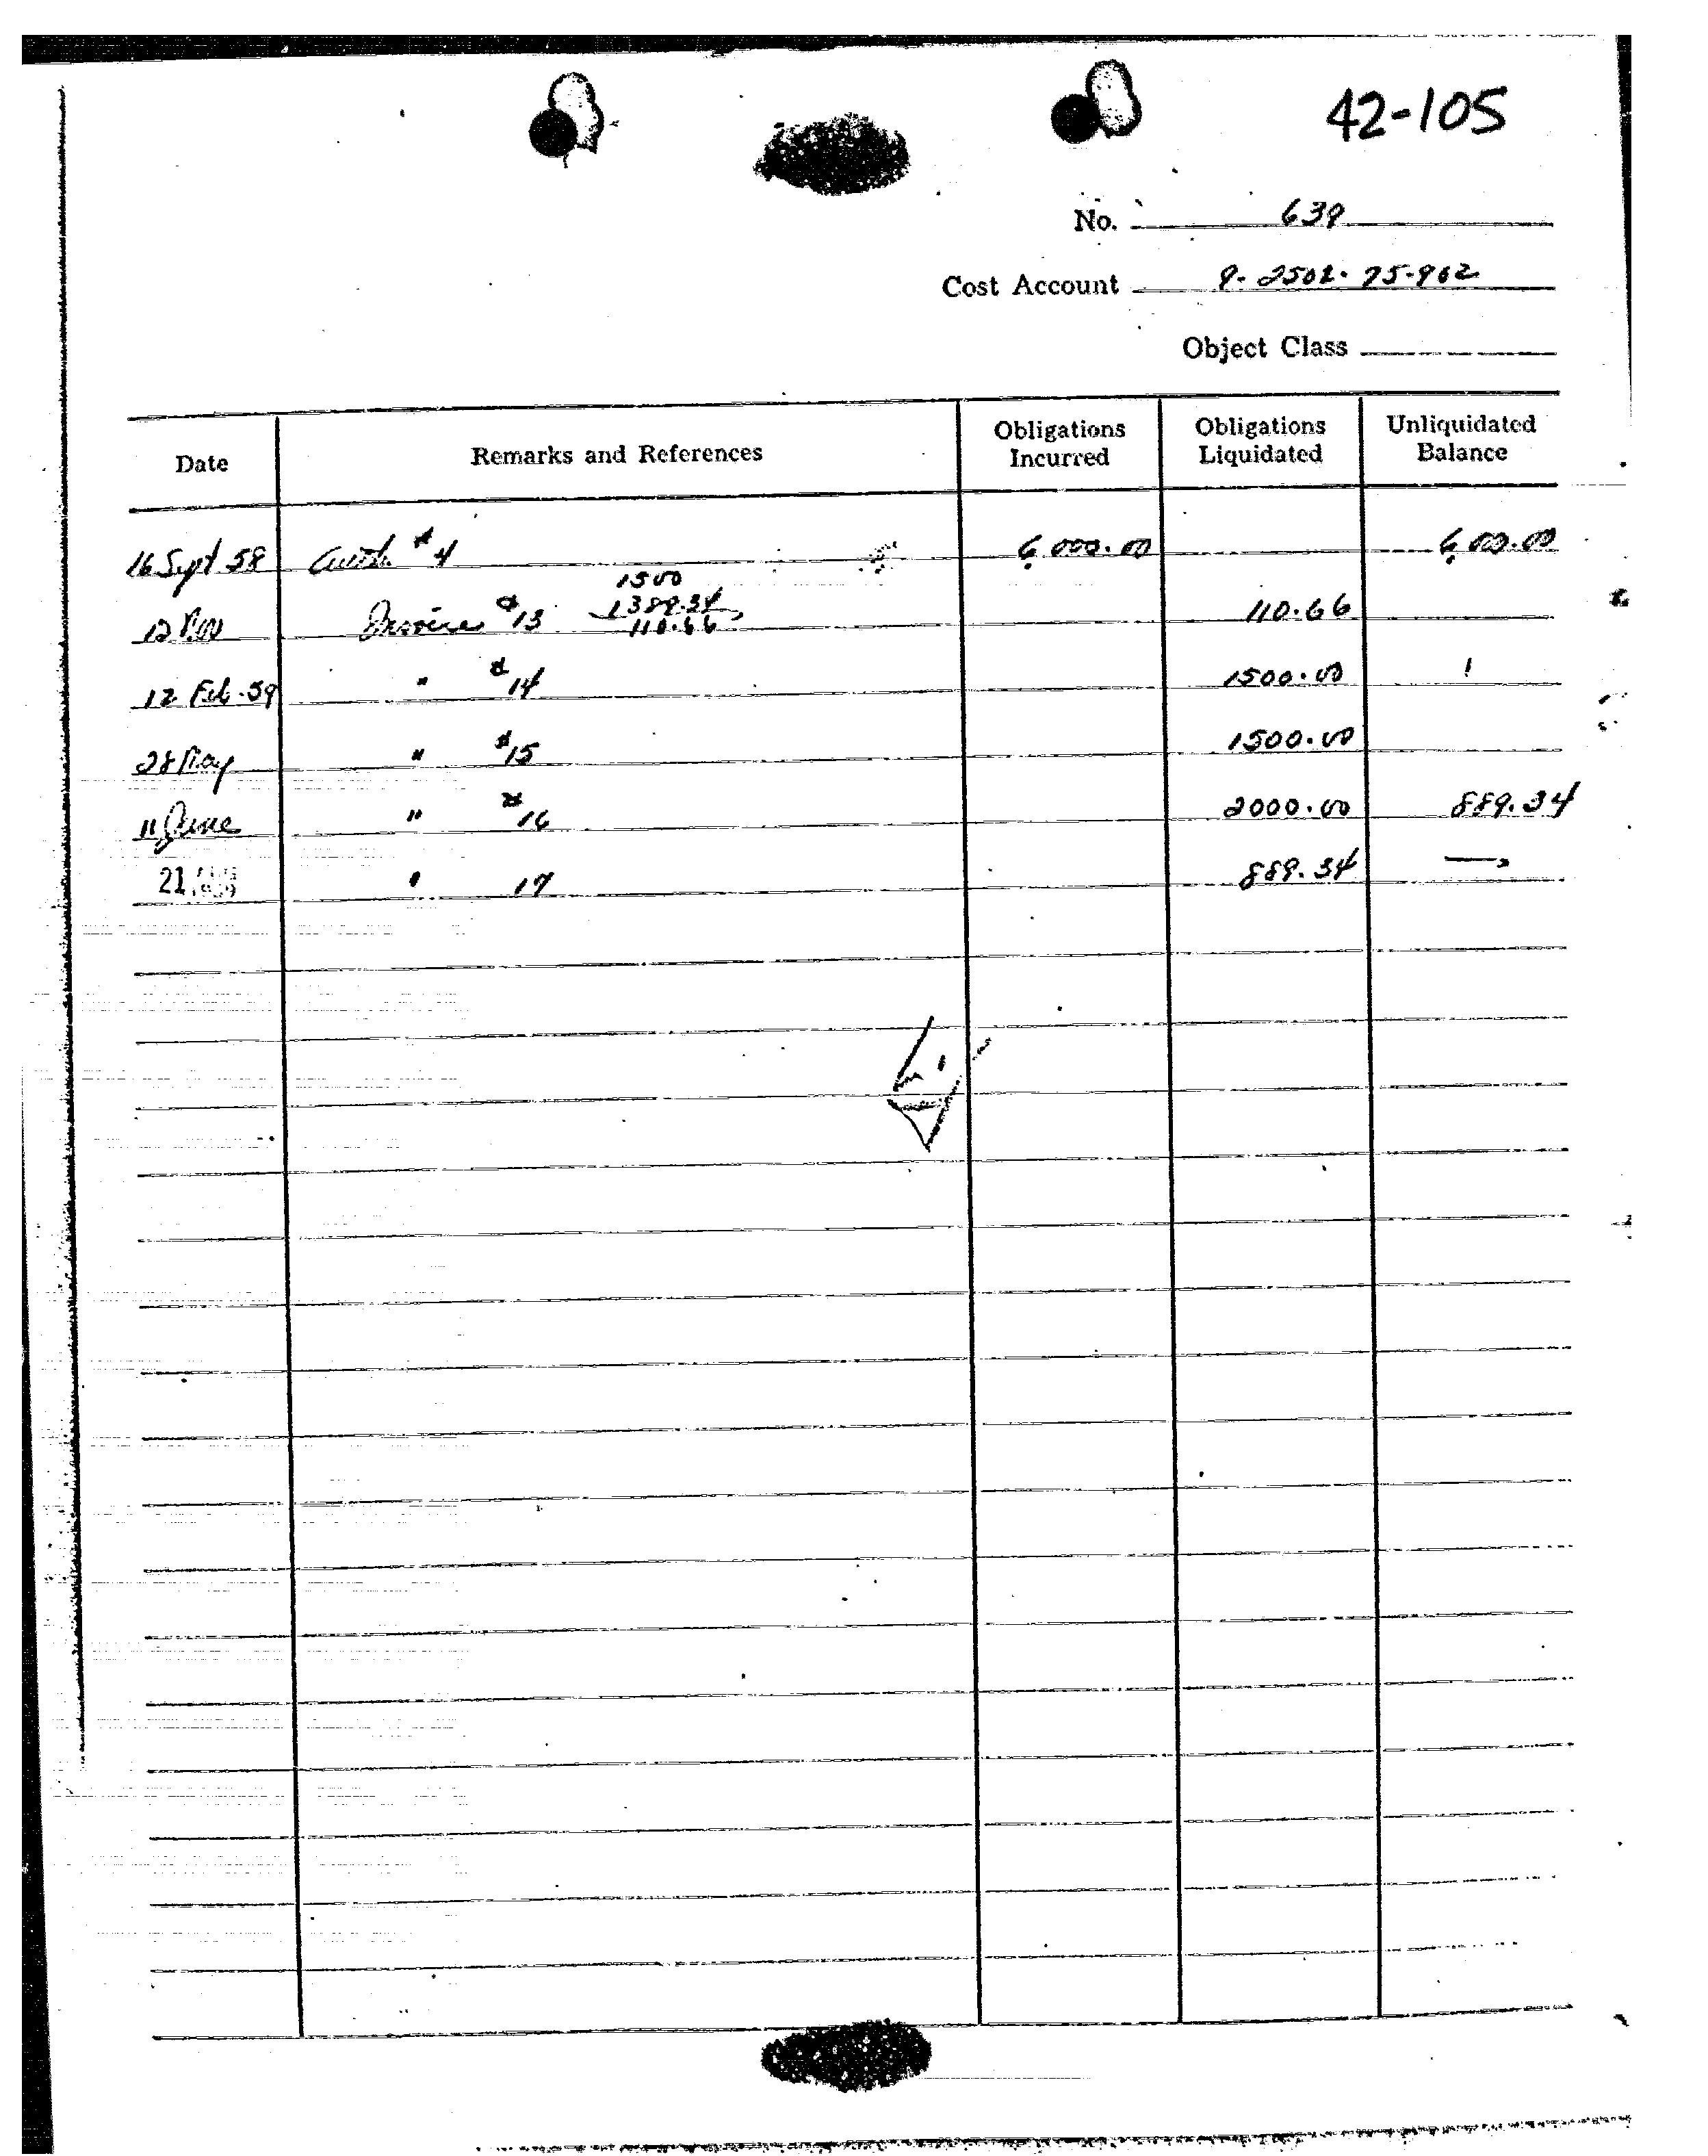 42-105
No. 639
Cost Account 9-2502-75-902
Object Class
Date Remarks and References Obligations Incurred Obligations Liquidated Unliquidated Balance
16 Sept 58 Auth. #4 6,000.00 6,000.00
1500
12 Nov Invoice #13 1389.34 110.66
110.66
12 Feb. 59 " #14 1500.00
28 May " #15 1500.00
11 June " #16 2000.00 889.34
21 AUG 1959 " 17 889.34 —